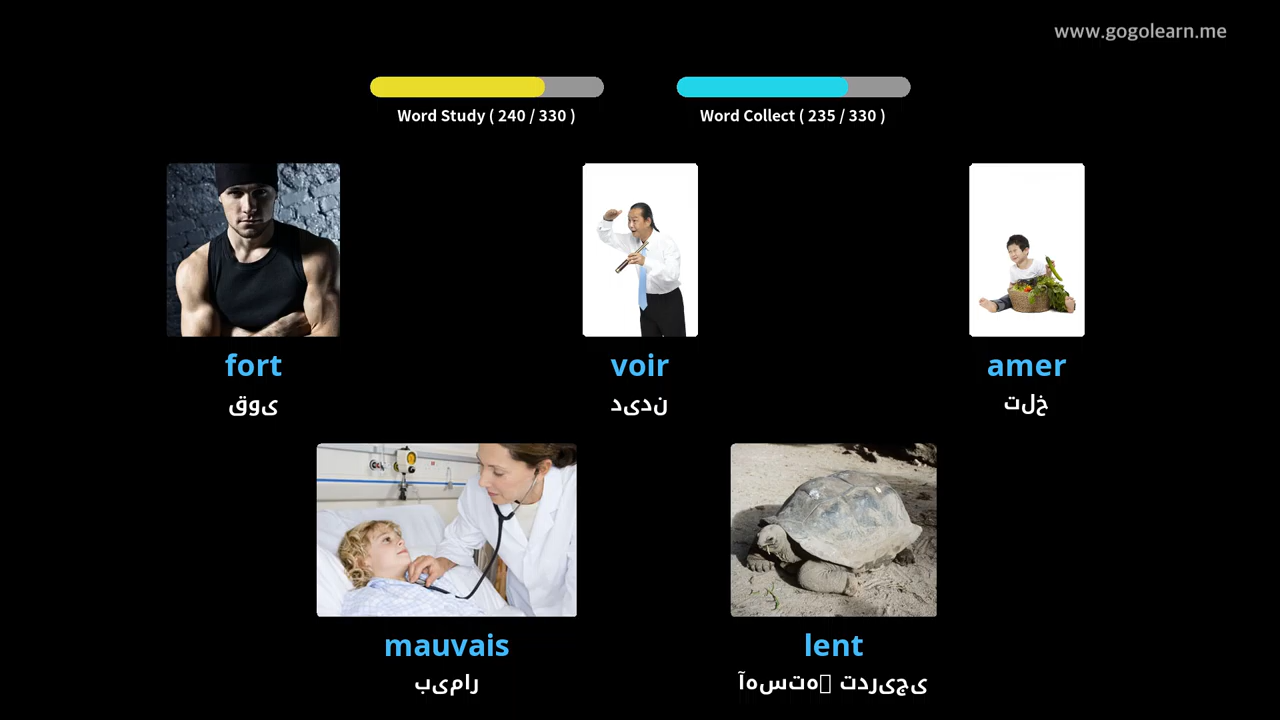 www.gogolearn.me
Word Study ( 240 / 330 )
Word Collect ( 235 / 330 )
fort
voir
amer
قوی
دیدن
تلخ
mauvais
lent
بیمار
آهسته تدریجی